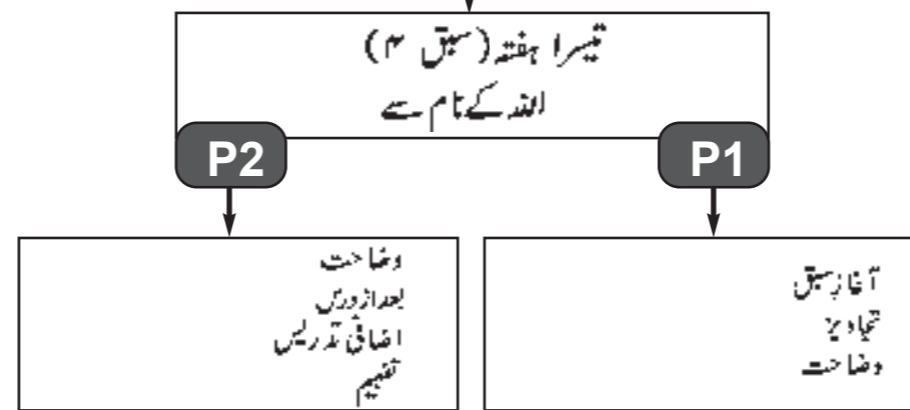 تیسرا ہفتہ (سبق ۴)
اللہ کے نام سے
P1
P2
آغازِ سبق
تجاویز
وضاحت
وضاحت
بعد از درس
اضافی تدریس
تفہیم